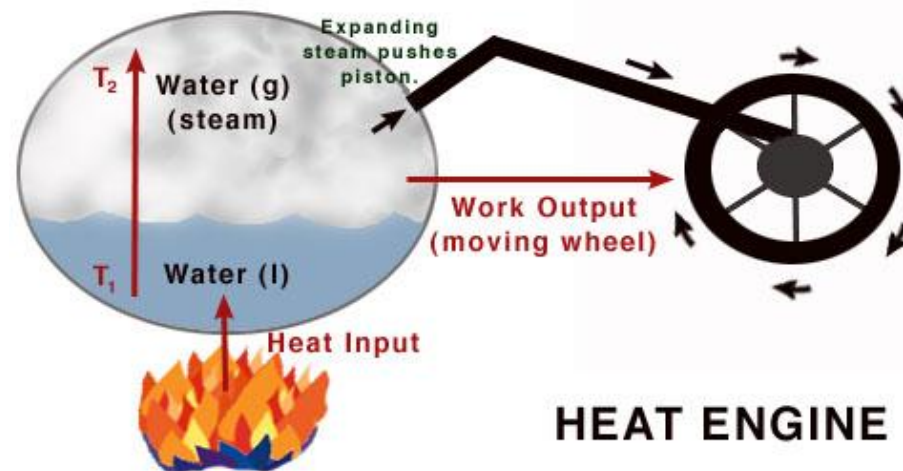 Expanding
steam pushes
piston.
T₂
Water (g)
(steam)
Work Output
(moving wheel)
T₁
Water (l)
Heat Input
HEAT ENGINE